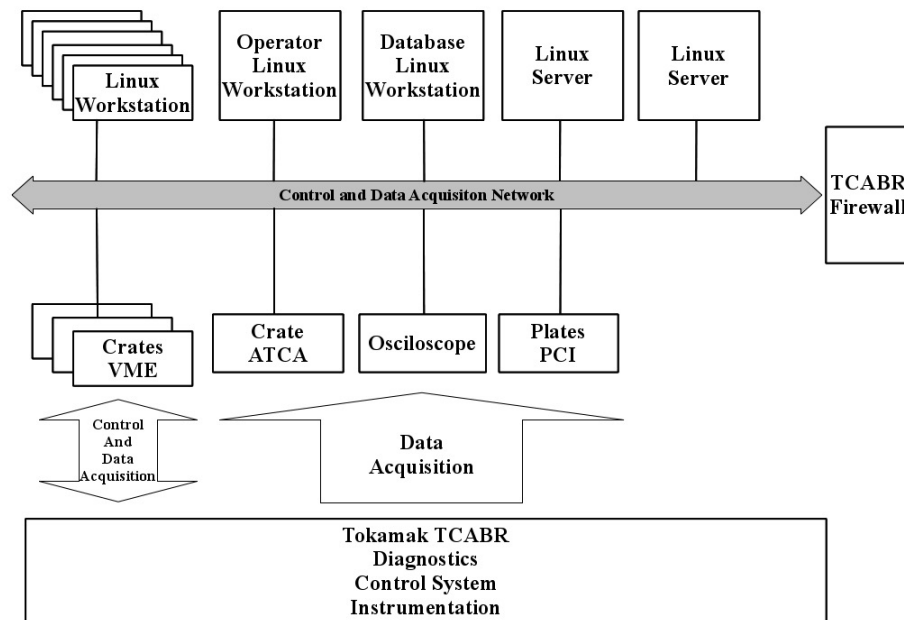 Linux
Workstation
Operator
Linux
Workstation
Database
Linux
Workstation
Linux
Server
Linux
Server
Control and Data Acquisiton Network
TCABR
Firewall
Crates
VME
Crate
ATCA
Osciloscope
Plates
PCI
Control
And
Data
Acquisition
Data
Acquisition
Tokamak TCABR
Diagnostics
Control System
Instrumentation